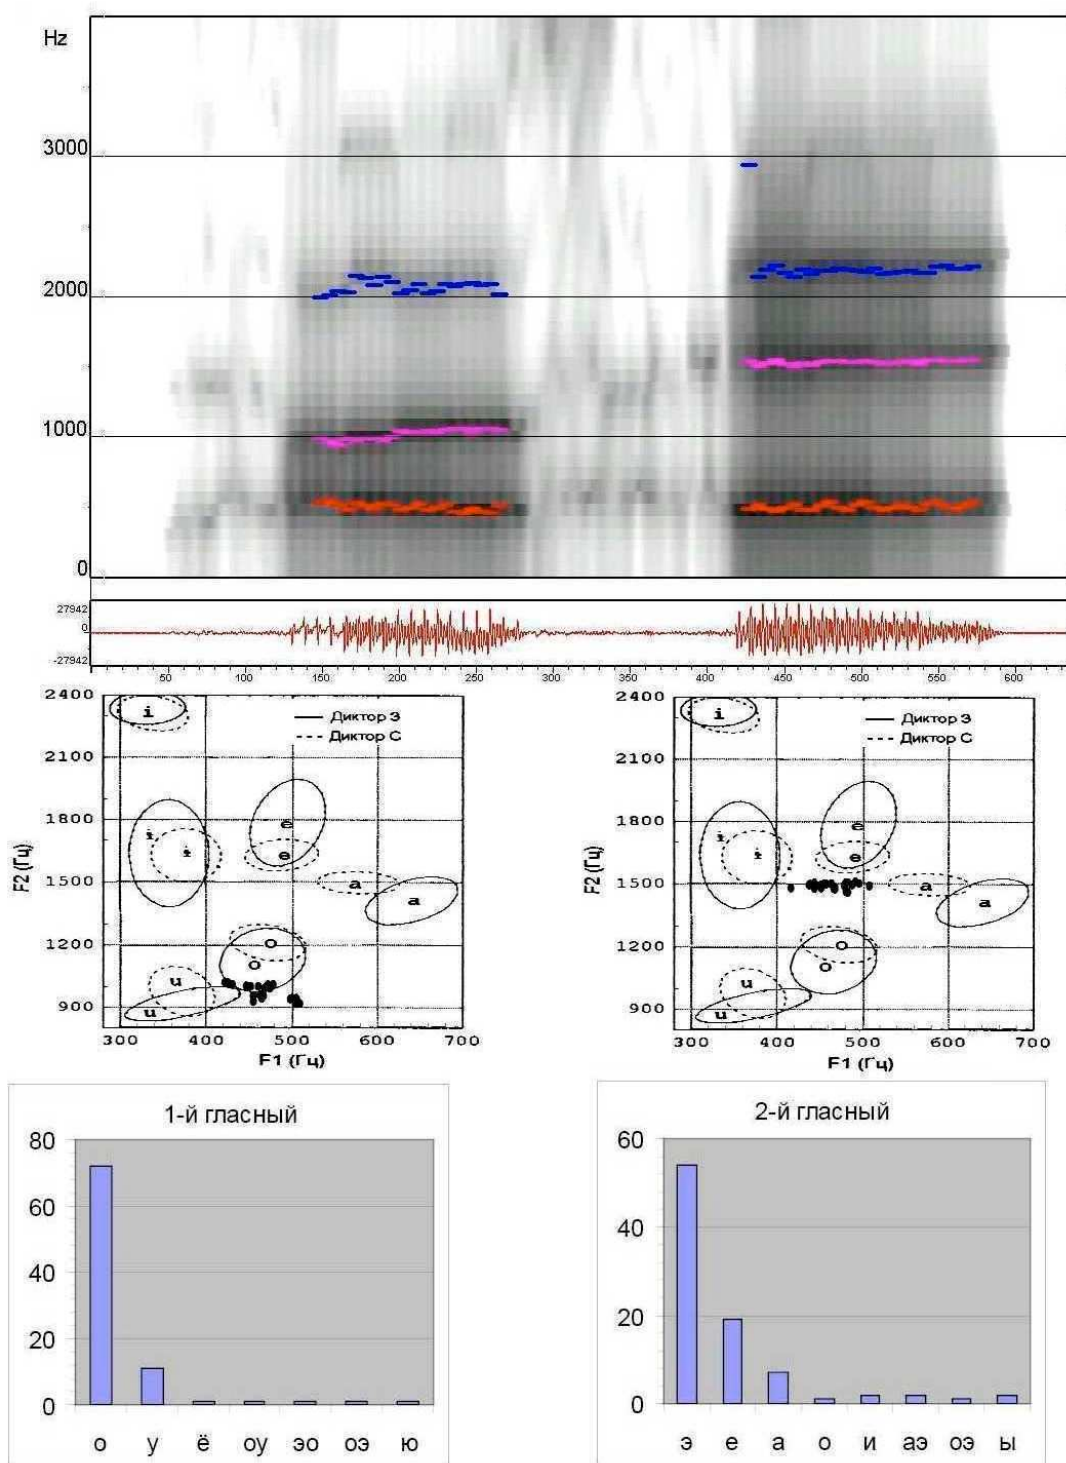 Hz
3000
2000
1000
0
27942
0
-27942
50 100 150 200 250 300 350 400 450 500 550 600
2400
2100
1800
1500
1200
900
F2 (Гц)
i
Диктор Э
Диктор С
e
i
e
i
a
a
o
o
u
u
300 400 500 600 700
F1 (Гц)
2400
2100
1800
1500
1200
900
F2 (Гц)
i
Диктор Э
Диктор С
e
i
e
i
a
a
o
o
u
u
300 400 500 600 700
F1 (Гц)
1-й гласный
80
60
40
20
0
о у ё оу эо оэ ю
2-й гласный
60
40
20
0
э е а о и аэ оэ ы